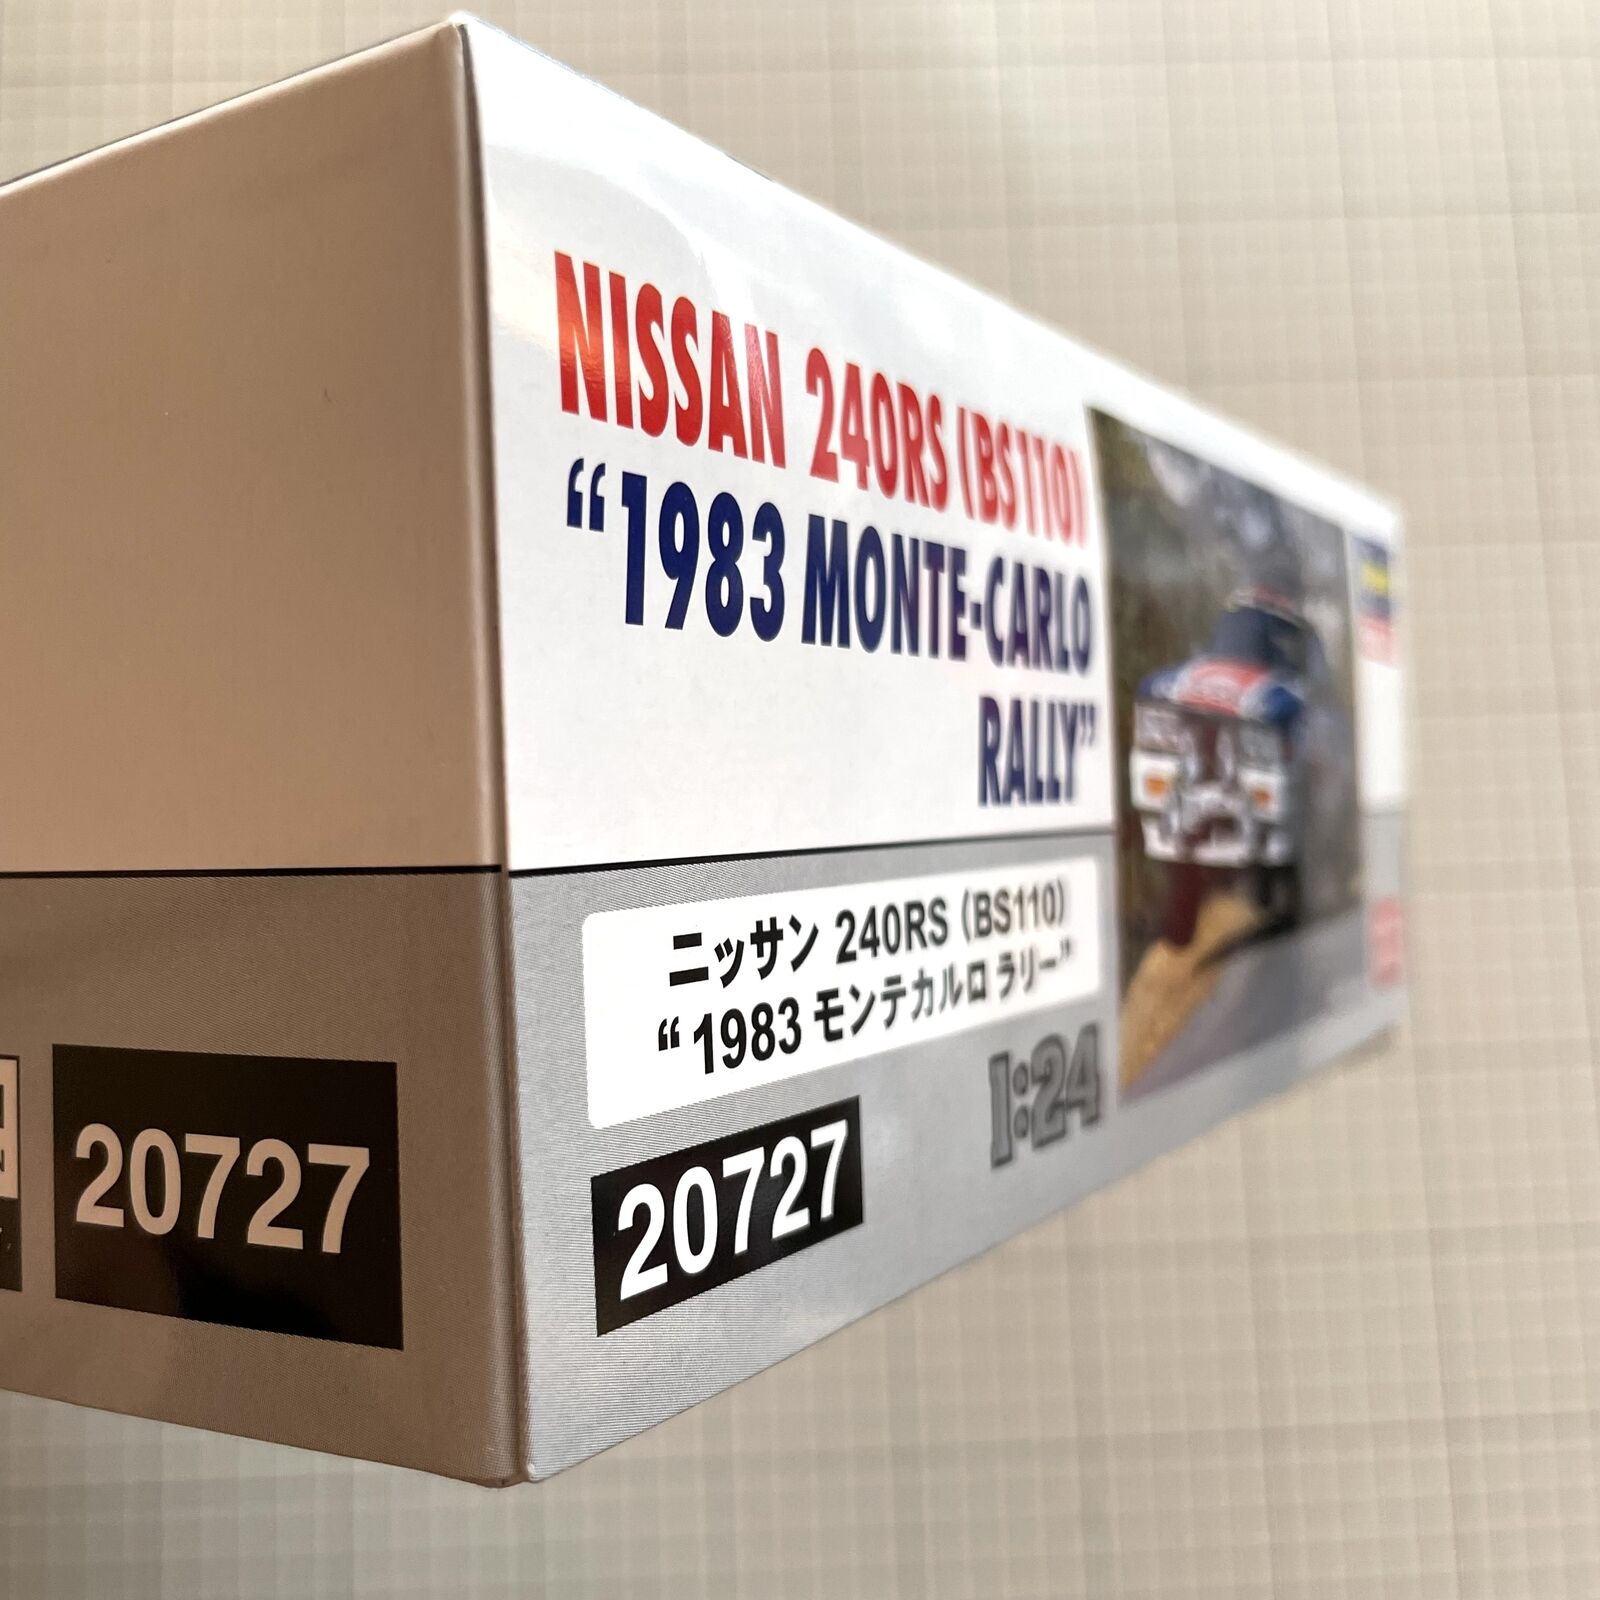 NISSAN 240RS (BS110)
“1983 MONTE-CARLO
RALLY”
ニッサン 240RS (BS110)
“1983 モンテカルロ ラリー”
1:24
20727
20727